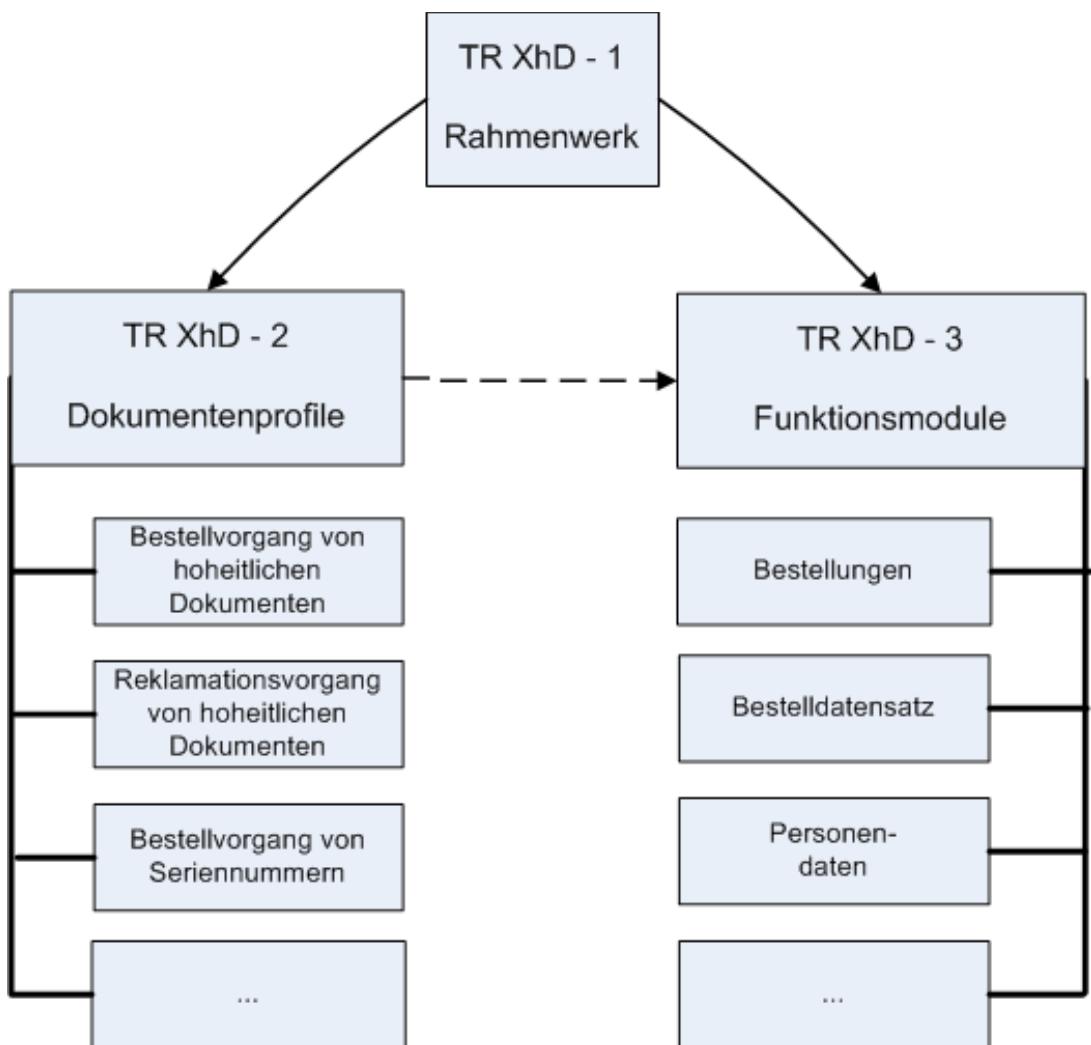 TR XhD - 1
Rahmenwerk
TR XhD - 2
Dokumentenprofile
TR XhD - 3
Funktionsmodule
Bestellvorgang von
hoheitlichen
Dokumenten
Reklamationsvorgang
von hoheitlichen
Dokumenten
Bestellvorgang von
Seriennummern
...
Bestellungen
Bestelldatensatz
Personen-
daten
...